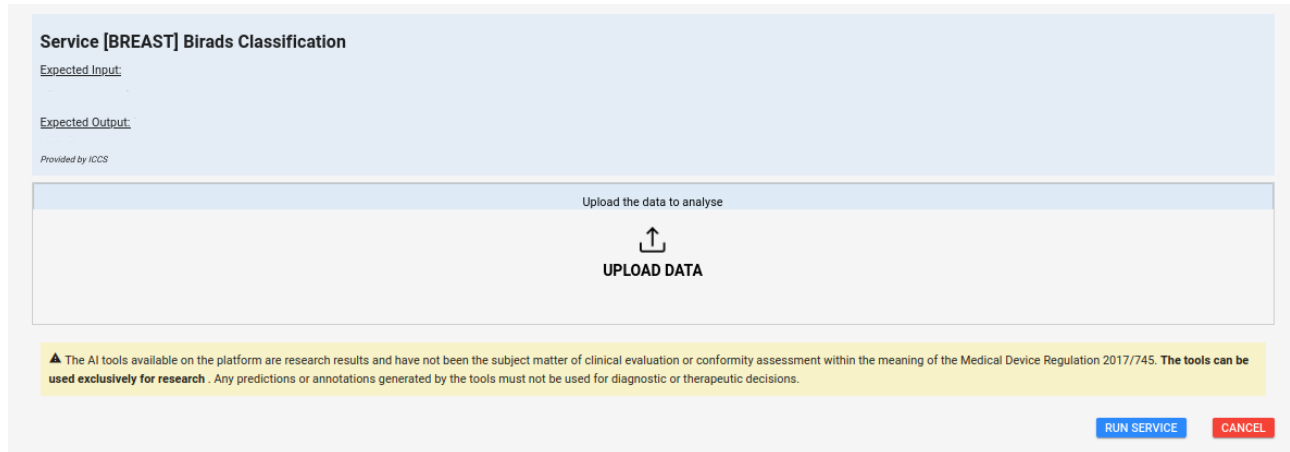 Service [BREAST] Birads Classification
Expected Input:
Expected Output:
Provided by ICCS
Upload the data to analyse
UPLOAD DATA
The AI tools available on the platform are research results and have not been the subject matter of clinical evaluation or conformity assessment within the meaning of the Medical Device Regulation 2017/745. The tools can be
used exclusively for research . Any predictions or annotations generated by the tools must not be used for diagnostic or therapeutic decisions.
RUN SERVICE CANCEL